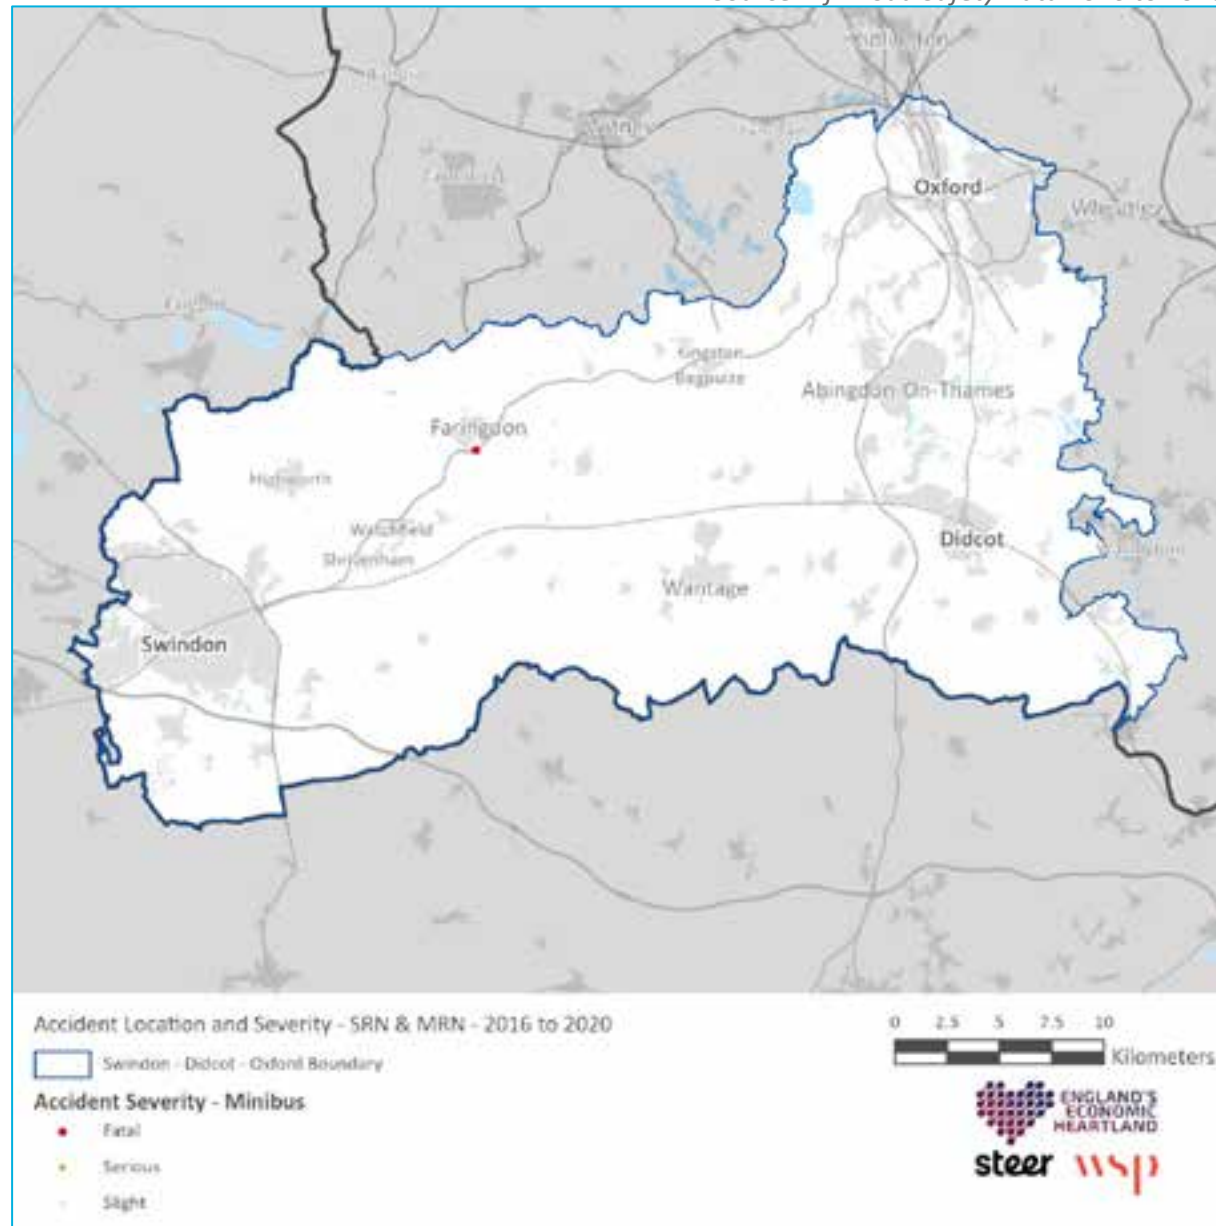 Oxford
Kingston
Bagpuize
Abingdon-On-Thames
Faringdon
Highworth
Watchfield
Shrivenham
Didcot
Wantage
Swindon
Accident Location and Severity - SRN & MRN - 2016 to 2020
Swindon - Didcot - Oxford Boundary
Accident Severity - Minibus
Fatal
Serious
Slight
0 2.5 5 7.5 10
Kilometers
ENGLAND'S
ECONOMIC
HEARTLAND
steer wsp